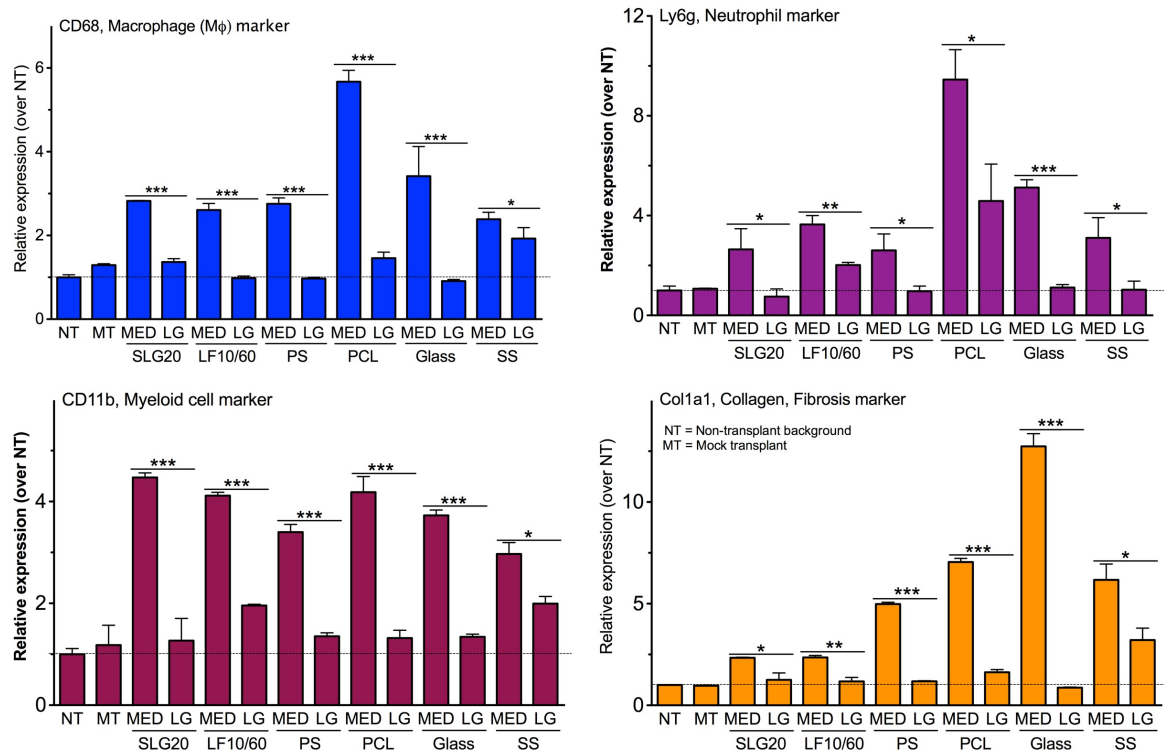 CD68, Macrophage (Mϕ) marker
Relative expression (over NT)
6
4
2
0
*** *** *** *** *** *
NT MT MED LG MED LG MED LG MED LG MED LG MED LG
SLG20 LF10/60 PS PCL Glass SS
Ly6g, Neutrophil marker
Relative expression (over NT)
12
8
4
0
* ** * * *** *
NT MT MED LG MED LG MED LG MED LG MED LG MED LG
SLG20 LF10/60 PS PCL Glass SS
CD11b, Myeloid cell marker
Relative expression (over NT)
4
2
0
*** *** *** *** *** *
NT MT MED LG MED LG MED LG MED LG MED LG MED LG
SLG20 LF10/60 PS PCL Glass SS
Col1a1, Collagen, Fibrosis marker
NT = Non-transplant background
MT = Mock transplant
Relative expression (over NT)
10
5
0
* ** *** *** *** *
NT MT MED LG MED LG MED LG MED LG MED LG MED LG
SLG20 LF10/60 PS PCL Glass SS